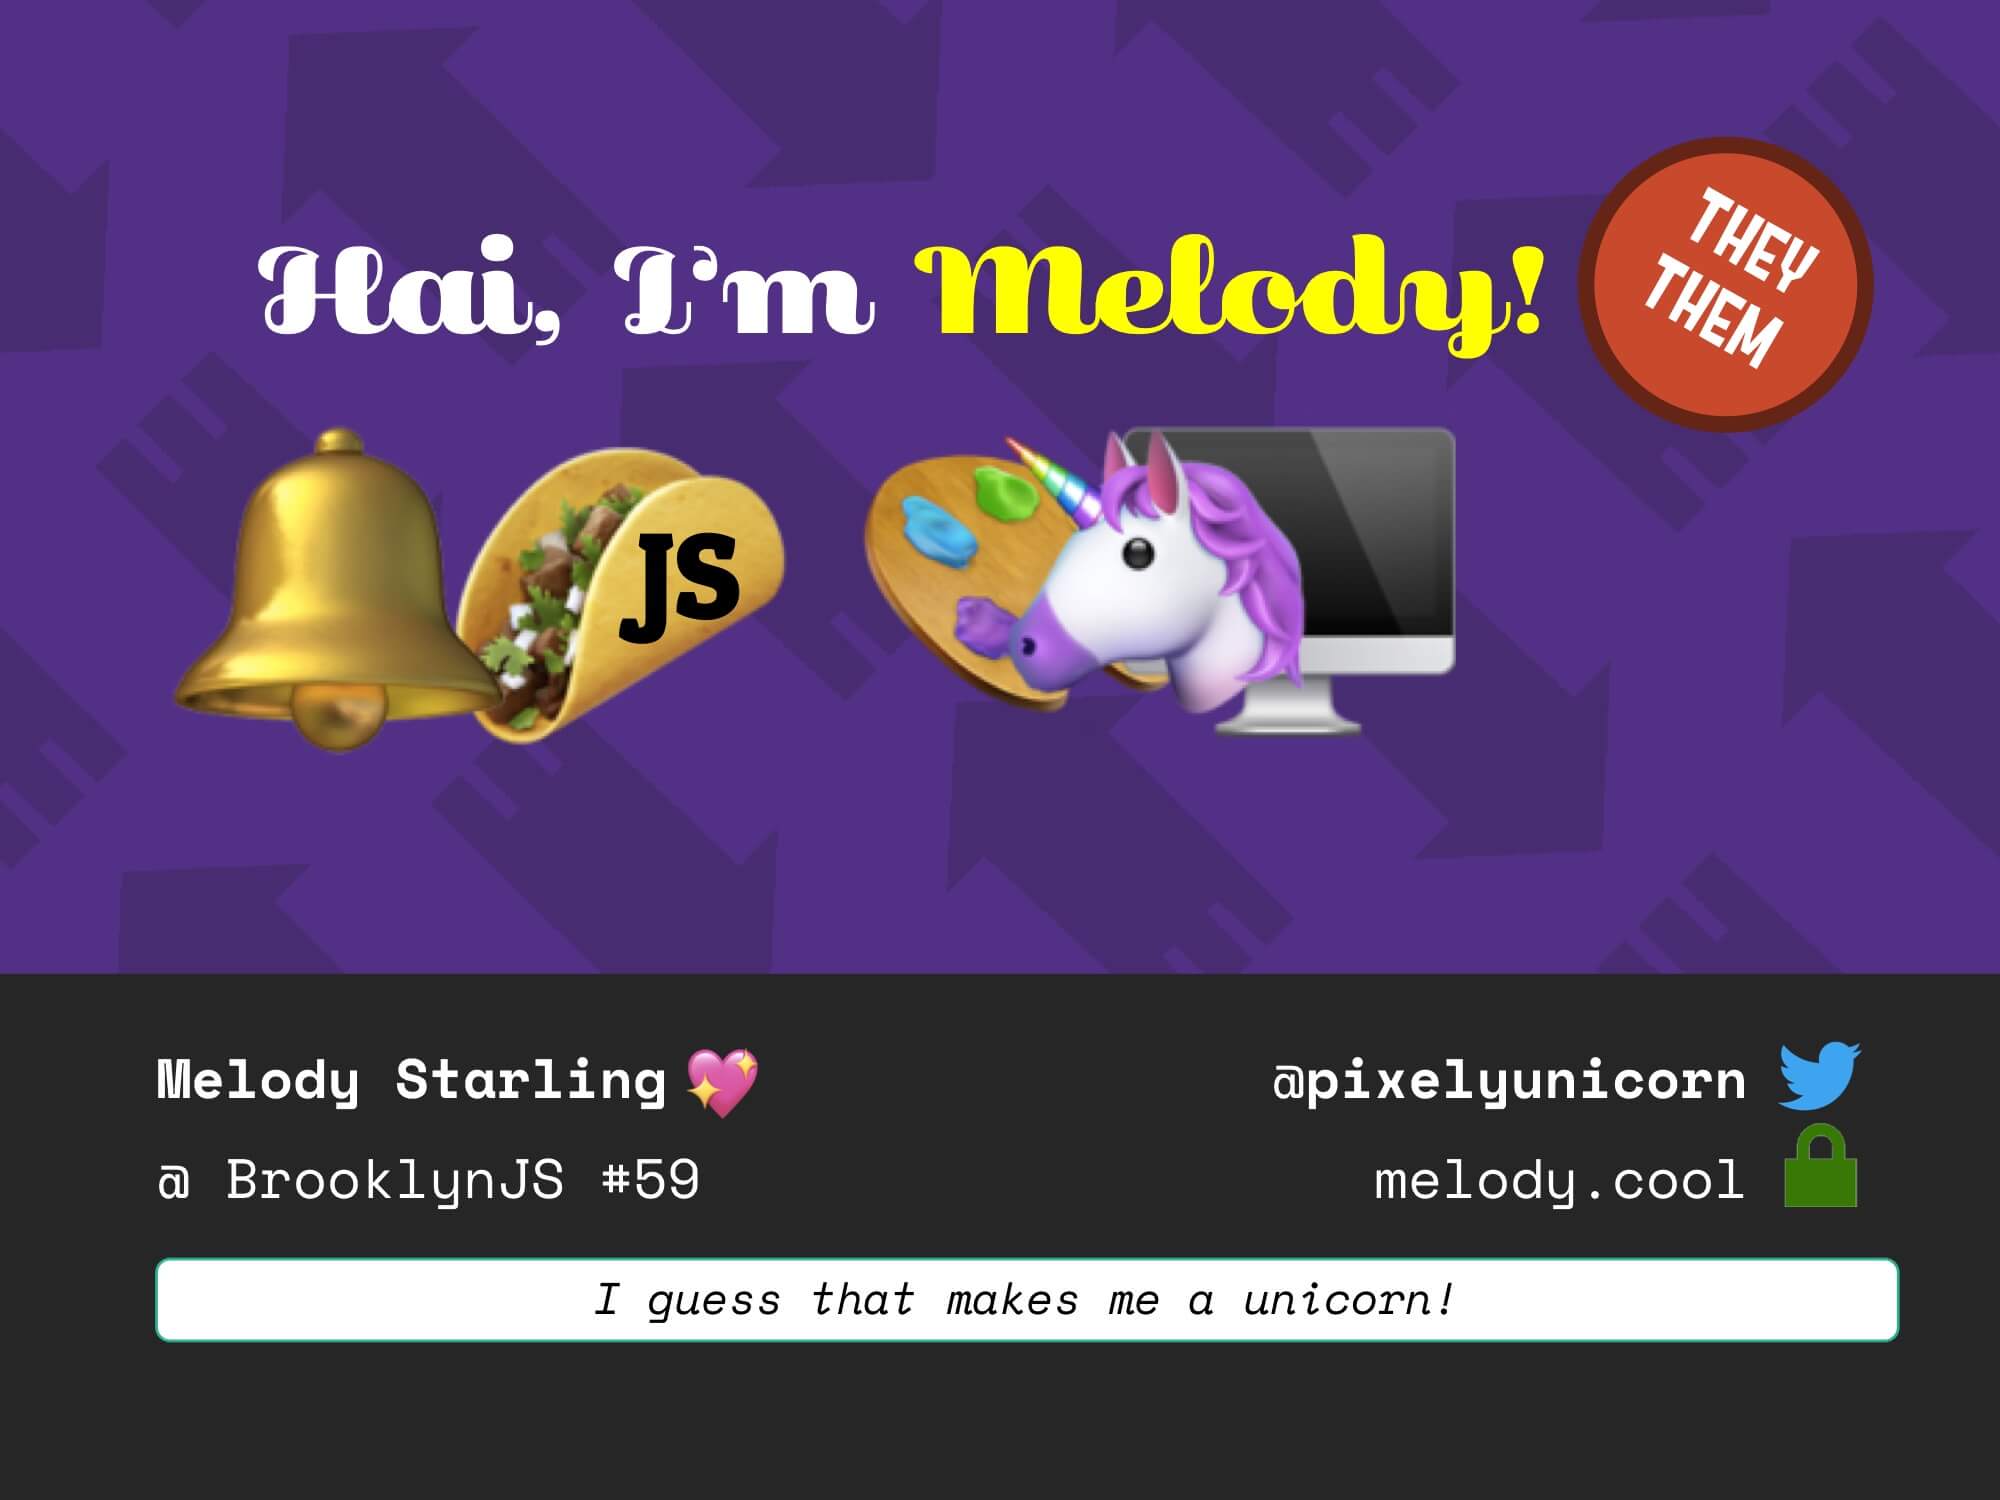 Hai, I'm Melody!
THEY
THEM
JS
Melody Starling
@pixelyunicorn
@ BrooklynJS #59
melody.cool
I guess that makes me a unicorn!